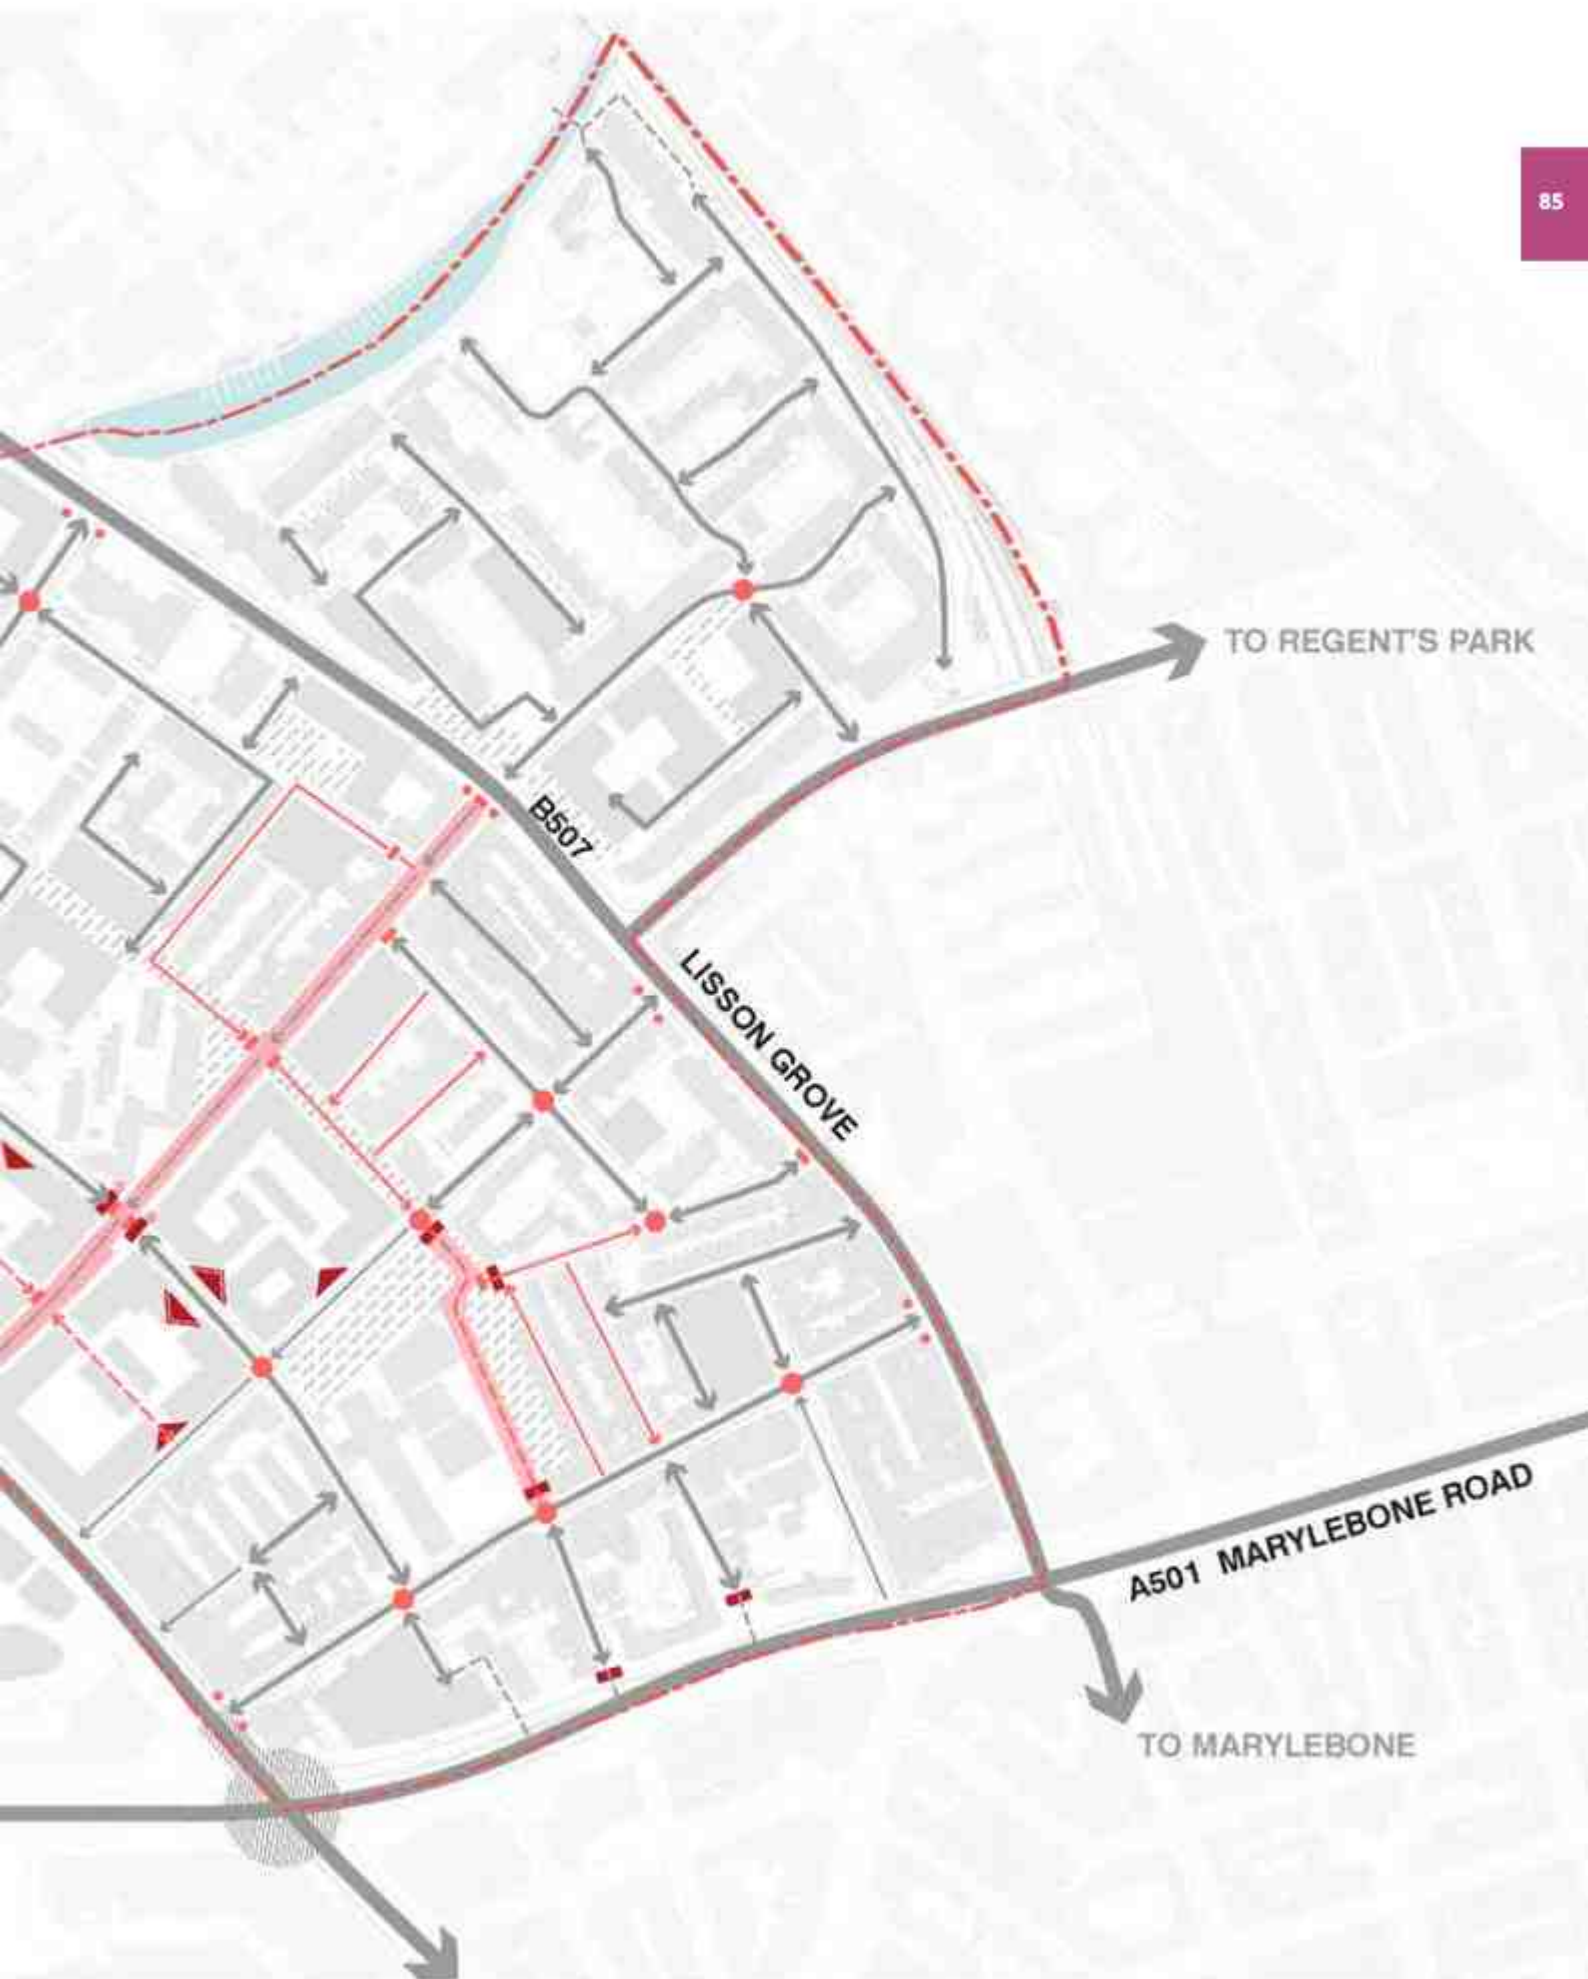 85
TO REGENT'S PARK
B507
LISSON GROVE
A501 MARYLEBONE ROAD
TO MARYLEBONE